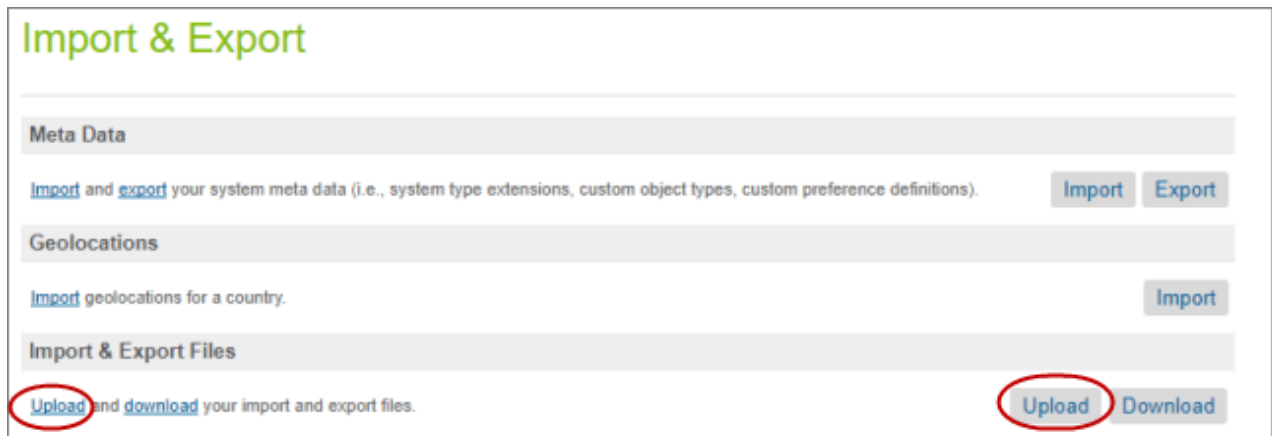 Import & Export
Meta Data
Import and export your system meta data (i.e., system type extensions, custom object types, custom preference definitions). Import Export
Geolocations
Import geolocations for a country. Import
Import & Export Files
Upload and download your import and export files. Upload Download